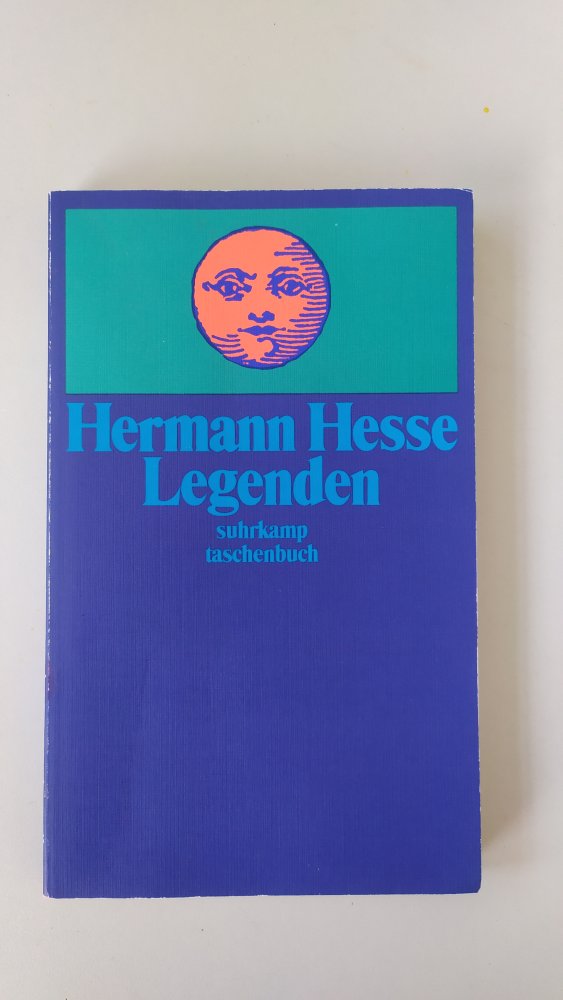 Hermann Hesse
Legenden
suhrkamp
taschenbuch